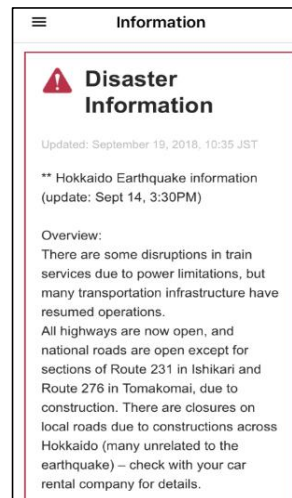 Information
Disaster
Information
Updated: September 19, 2018, 10:35 JST
** Hokkaido Earthquake information
(update: Sept 14, 3:30PM)
Overview:
There are some disruptions in train
services due to power limitations, but
many transportation infrastructure have
resumed operations.
All highways are now open, and
national roads are open except for
sections of Route 231 in Ishikari and
Route 276 in Tomakomai, due to
construction. There are closures on
local roads due to constructions across
Hokkaido (many unrelated to the
earthquake) – check with your car
rental company for details.